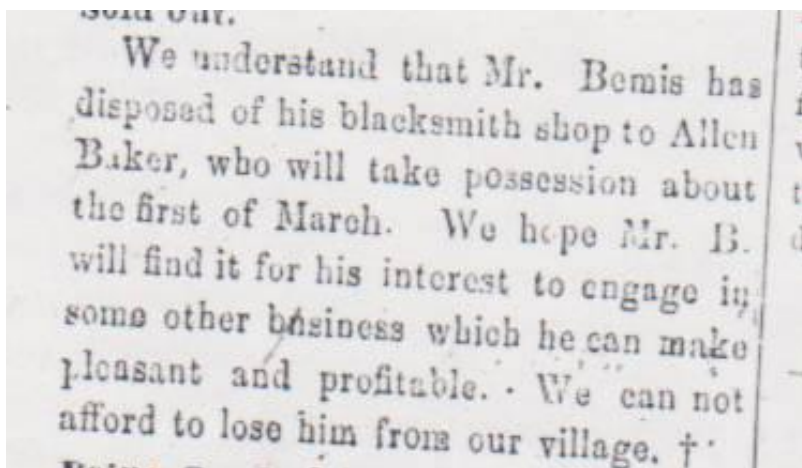 sold out.
We understand that Mr. Bemis has
disposed of his blacksmith shop to Allen
Baker, who will take possession about
the first of March. We hope Mr. B.
will find it for his interest to engage in
some other business which he can make
pleasant and profitable. We can not
afford to lose him from our village. †